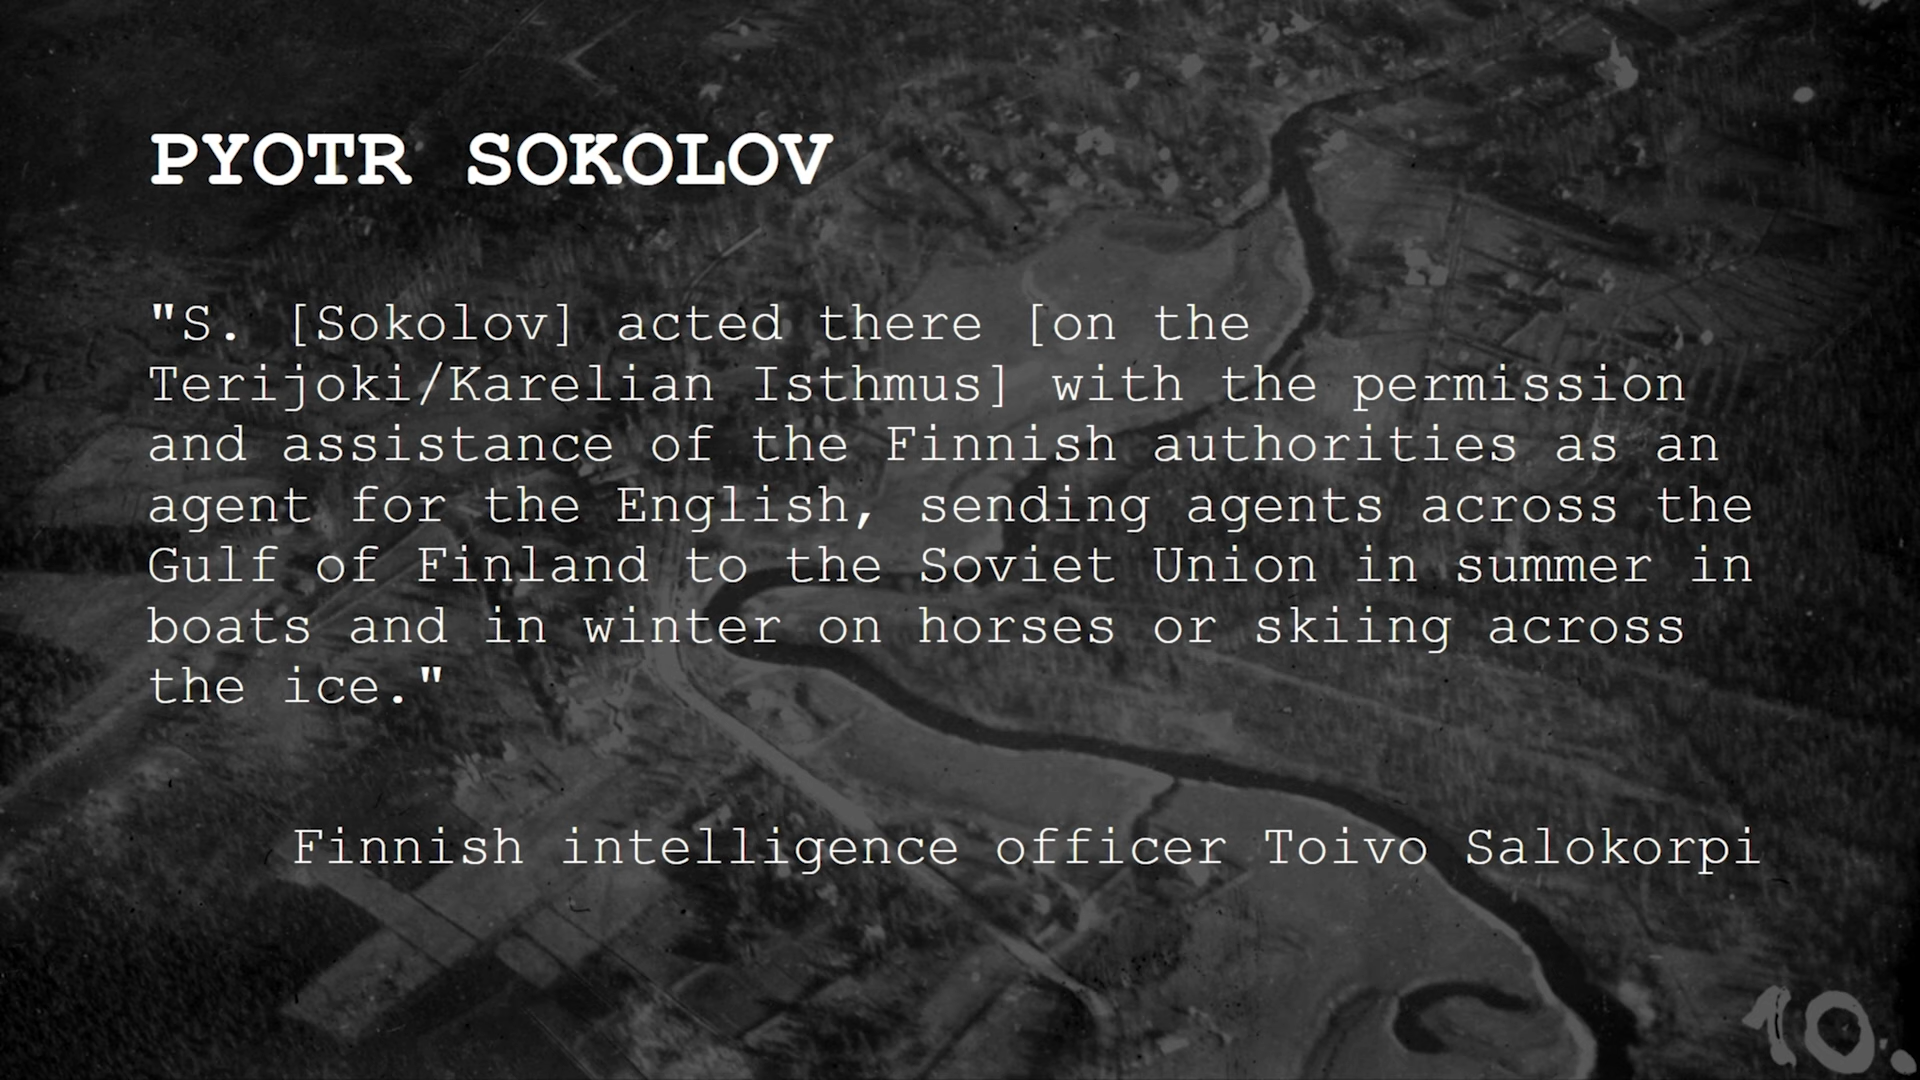 PYOTR SOKOLOV
"S. [Sokolov] acted there [on the
Terijoki/Karelian Isthmus] with the permission
and assistance of the Finnish authorities as an
agent for the English, sending agents across the
Gulf of Finland to the Soviet Union in summer in
boats and in winter on horses or skiing across
the ice."
Finnish intelligence officer Toivo Salokorpi
10.